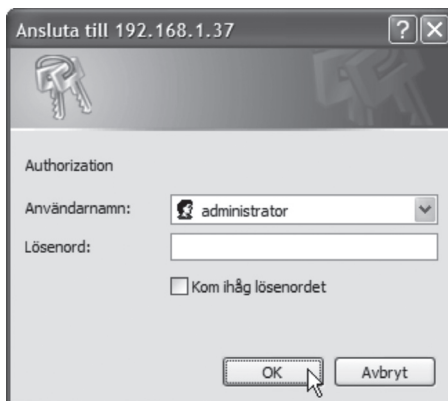 Ansluta till 192.168.1.37
Authorization
Användarnamn: administrator
Lösenord:
Kom ihåg lösenordet
OK Avbryt